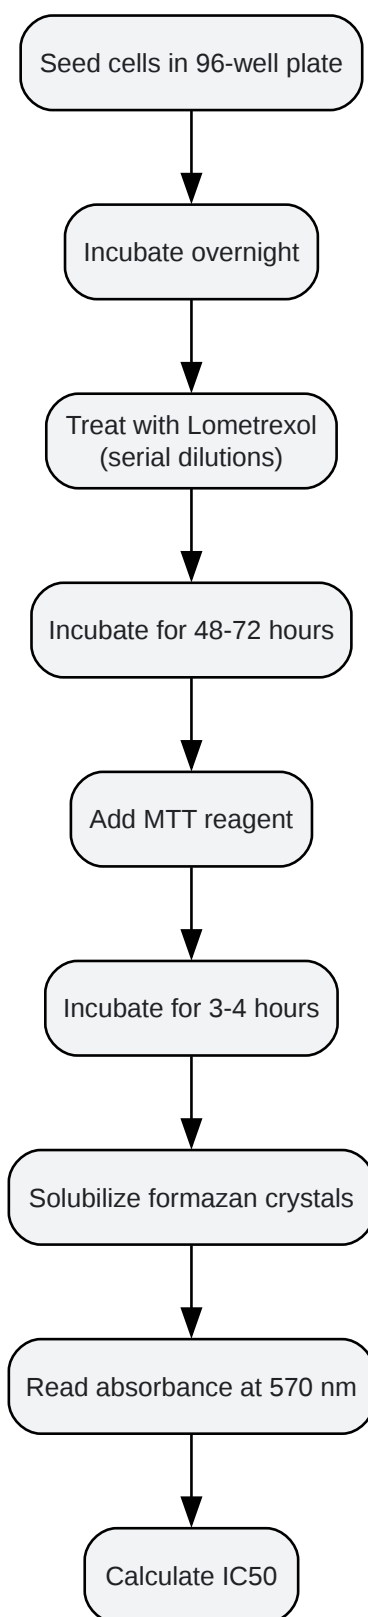 Seed cells in 96-well plate
Incubate overnight
Treat with Lometrexol
(serial dilutions)
Incubate for 48-72 hours
Add MTT reagent
Incubate for 3-4 hours
Solubilize formazan crystals
Read absorbance at 570 nm
Calculate IC50